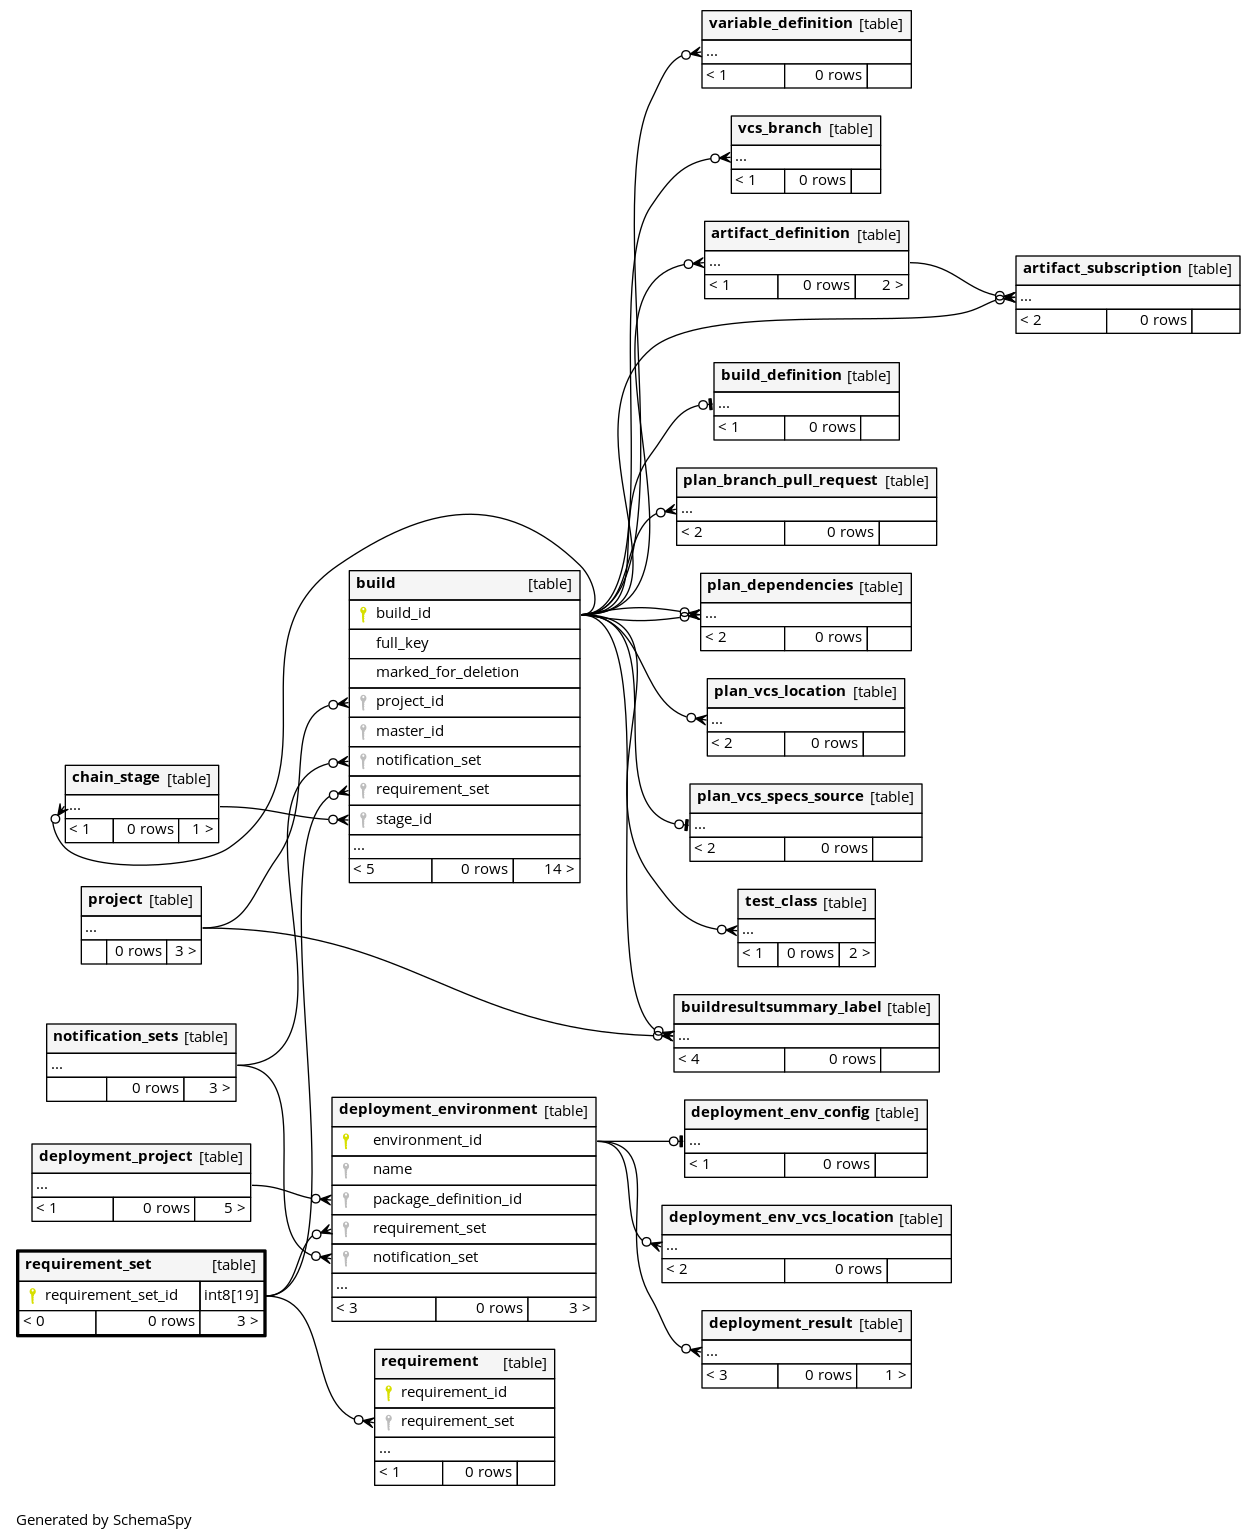 variable_definition [table]
...
< 1 0 rows
vcs_branch [table]
...
< 1 0 rows
artifact_definition [table]
...
< 1 0 rows 2 >
artifact_subscription [table]
...
< 2 0 rows
build_definition [table]
...
< 1 0 rows
plan_branch_pull_request [table]
...
< 2 0 rows
build [table]
build_id
full_key
marked_for_deletion
project_id
master_id
notification_set
requirement_set
stage_id
...
< 5 0 rows 14 >
plan_dependencies [table]
...
< 2 0 rows
plan_vcs_location [table]
...
< 2 0 rows
chain_stage [table]
...
< 1 0 rows 1 >
plan_vcs_specs_source [table]
...
< 2 0 rows
project [table]
...
0 rows 3 >
test_class [table]
...
< 1 0 rows 2 >
buildresultsummary_label [table]
...
< 4 0 rows
notification_sets [table]
...
0 rows 3 >
deployment_environment [table]
environment_id
name
package_definition_id
requirement_set
notification_set
...
< 3 0 rows 3 >
deployment_env_config [table]
...
< 1 0 rows
deployment_project [table]
...
< 1 0 rows 5 >
deployment_env_vcs_location [table]
...
< 2 0 rows
requirement_set [table]
requirement_set_id int8[19]
< 0 0 rows 3 >
deployment_result [table]
...
< 3 0 rows 1 >
requirement [table]
requirement_id
requirement_set
...
< 1 0 rows
Generated by SchemaSpy